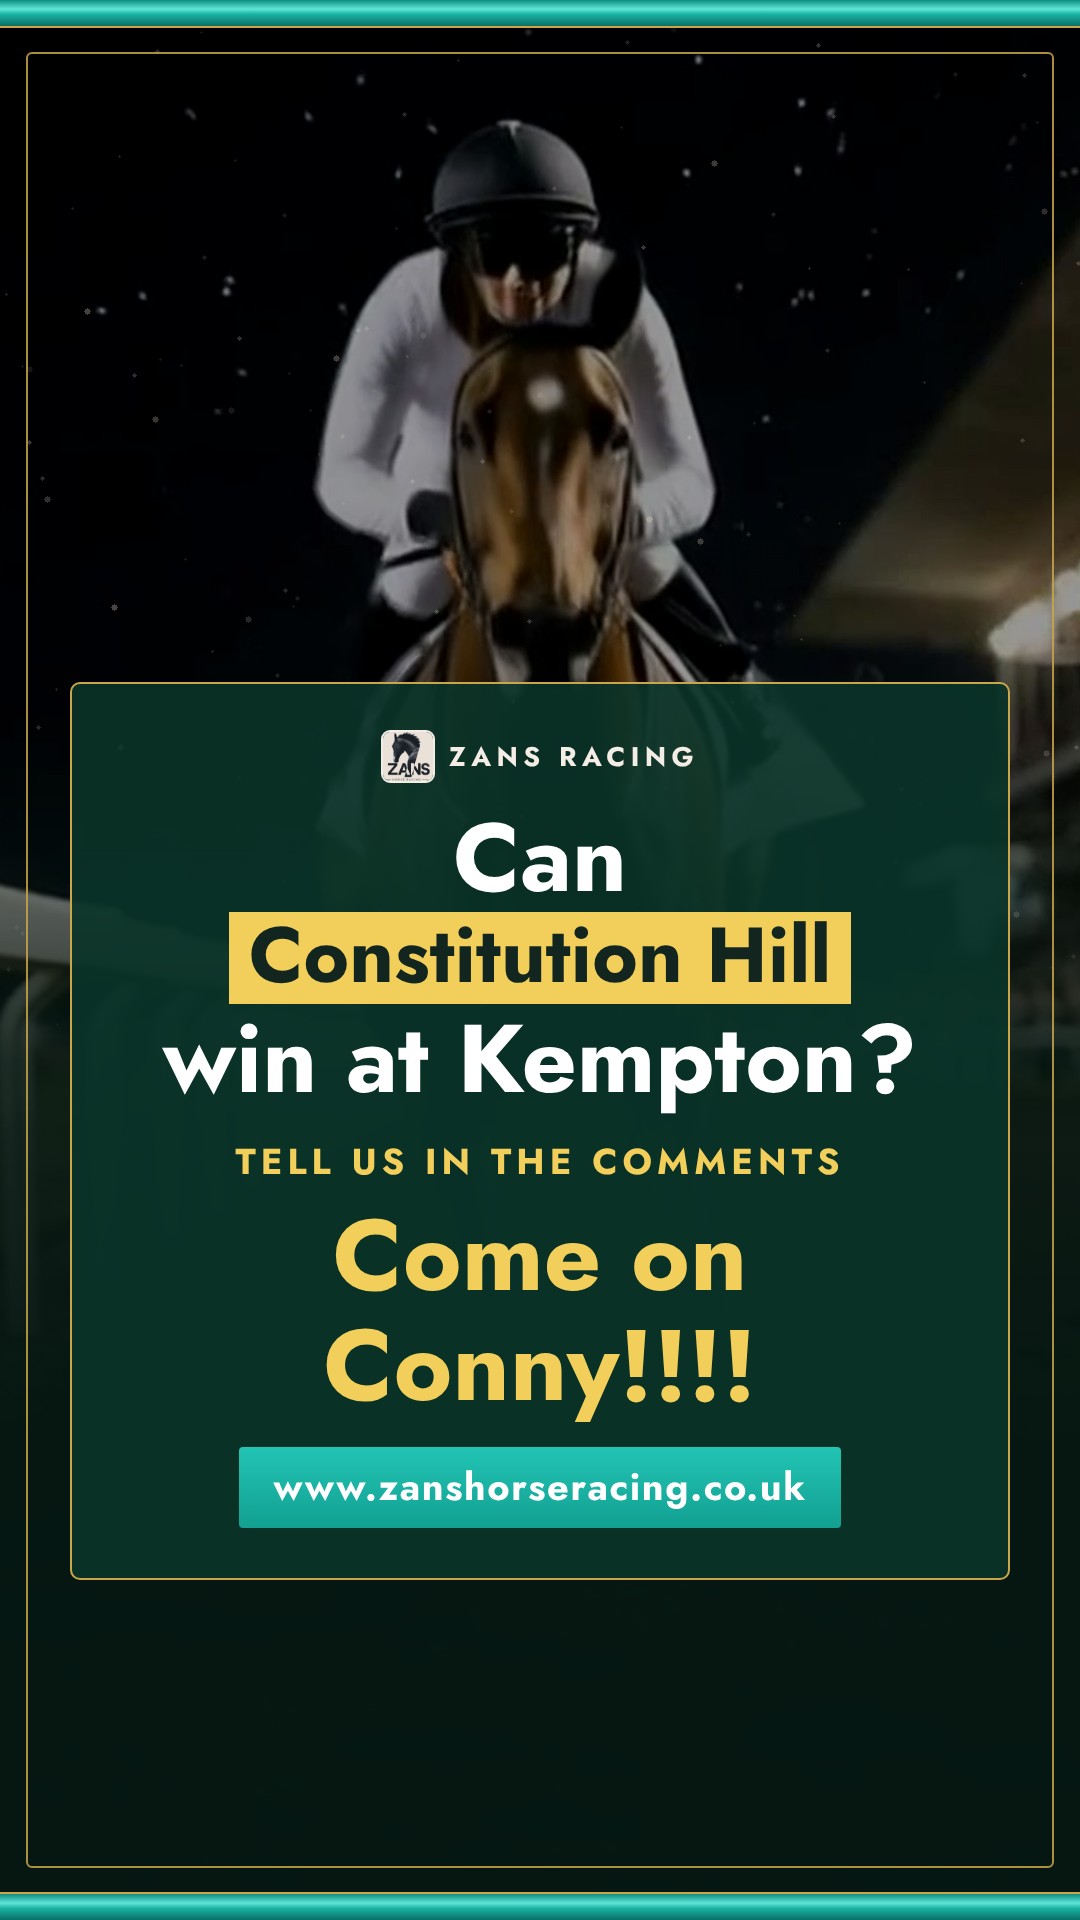 ZANS
ZANS RACING
Can
Constitution Hill
win at Kempton?
TELL US IN THE COMMENTS
Come on
Conny!!!!
www.zanshorseracing.co.uk